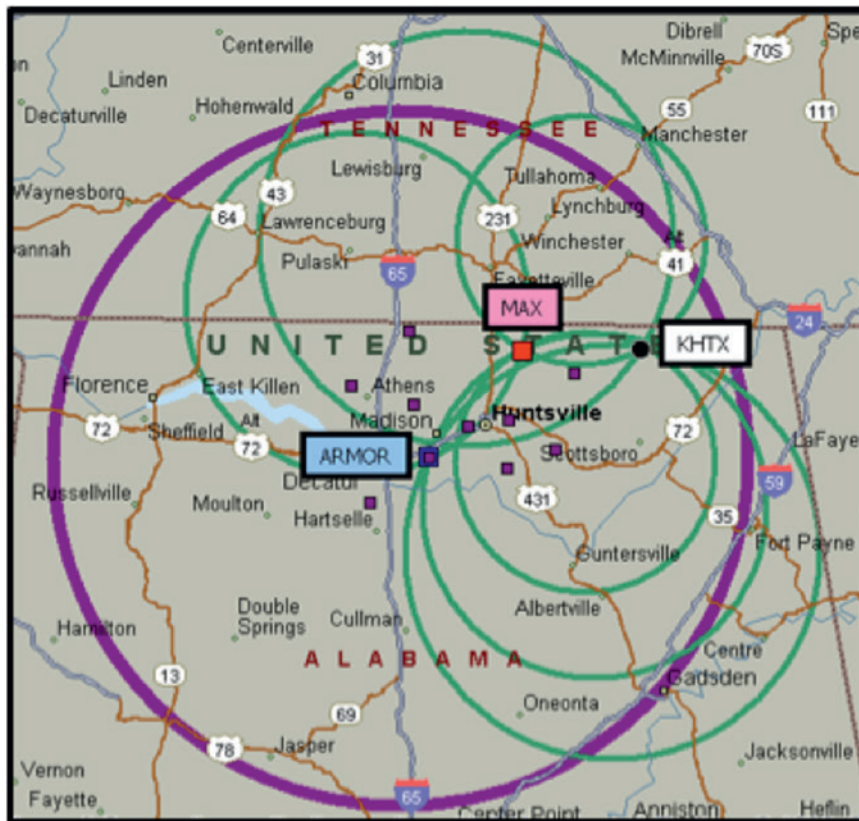 Dibrell
Spe
Centerville
McMinnville
70S
31
Linden
Columbia
Decaturville
Hohenwald
55
111
TENNESSEE
Manchester
Lewisburg
Tullahoma
Waynesboro
43
64
Lawrenceburg
231
Lynchburg
Winchester
Alt
41
annah
Pulaski
65
Fayetteville
MAX
24
UNITED STATE
KHTX
Florence
East Killen
Athens
Madison
Huntsville
72
Sheffield
Alt
72
72
LaFaye
ARMOR
Scottsboro
Decatur
59
Russellville
Moulton
431
Hartselle
35
Fort Payne
Guntersville
Albertville
Double
Springs
Cullman
Hamilton
Centre
ALABAMA
Gadsden
13
Oneonta
69
78
Jasper
Jacksonville
Vernon
Fayette
65
Center Point
Anniston
Heflin